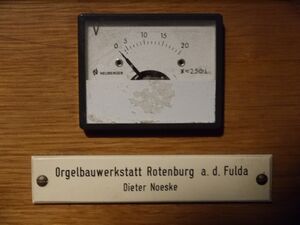 V
0 5 10 15 20
NEUBERGER
Orgelbauwerkstatt Rotenburg a. d. Fulda
Dieter Noeske